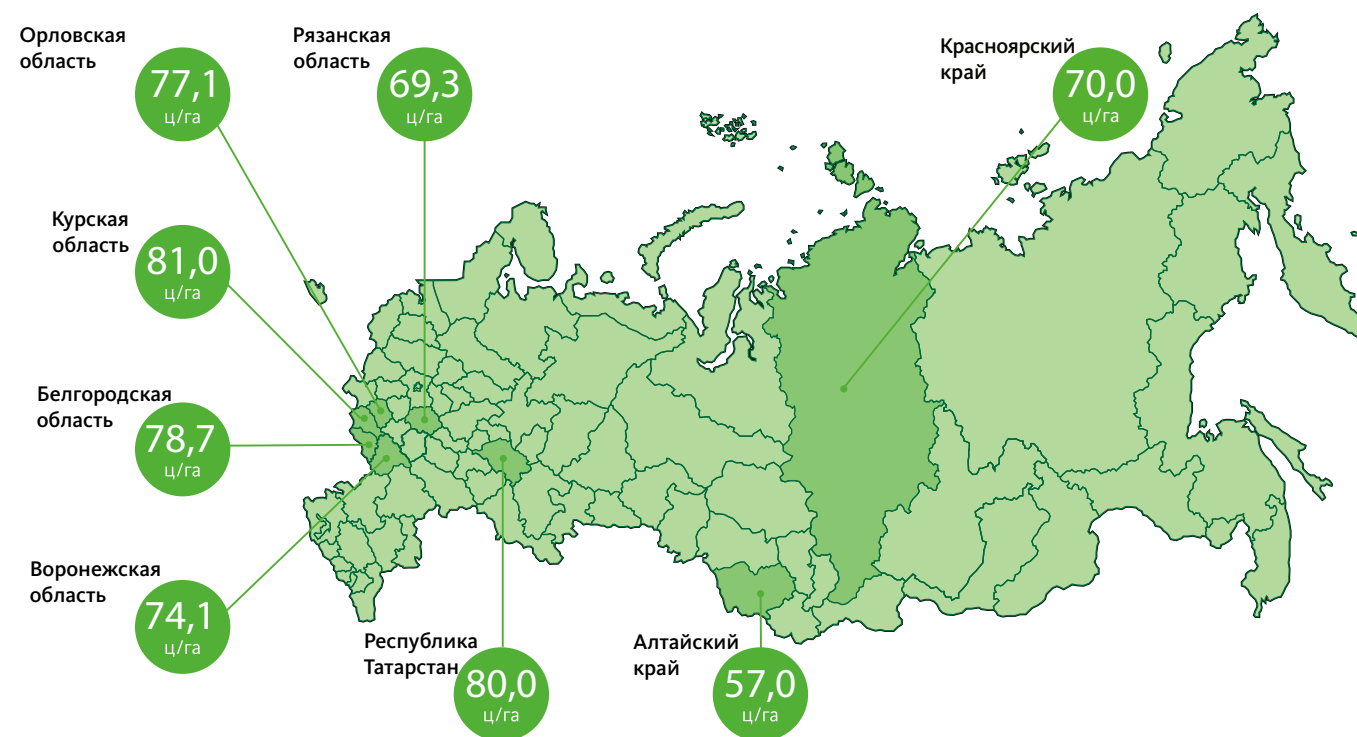 Орловская
область
77,1
ц/га
Рязанская
область
69,3
ц/га
Красноярский
край
70,0
ц/га
Курская
область
81,0
ц/га
Белгородская
область
78,7
ц/га
Воронежская
область
74,1
ц/га
Республика
Татарстан
80,0
ц/га
Алтайский
край
57,0
ц/га